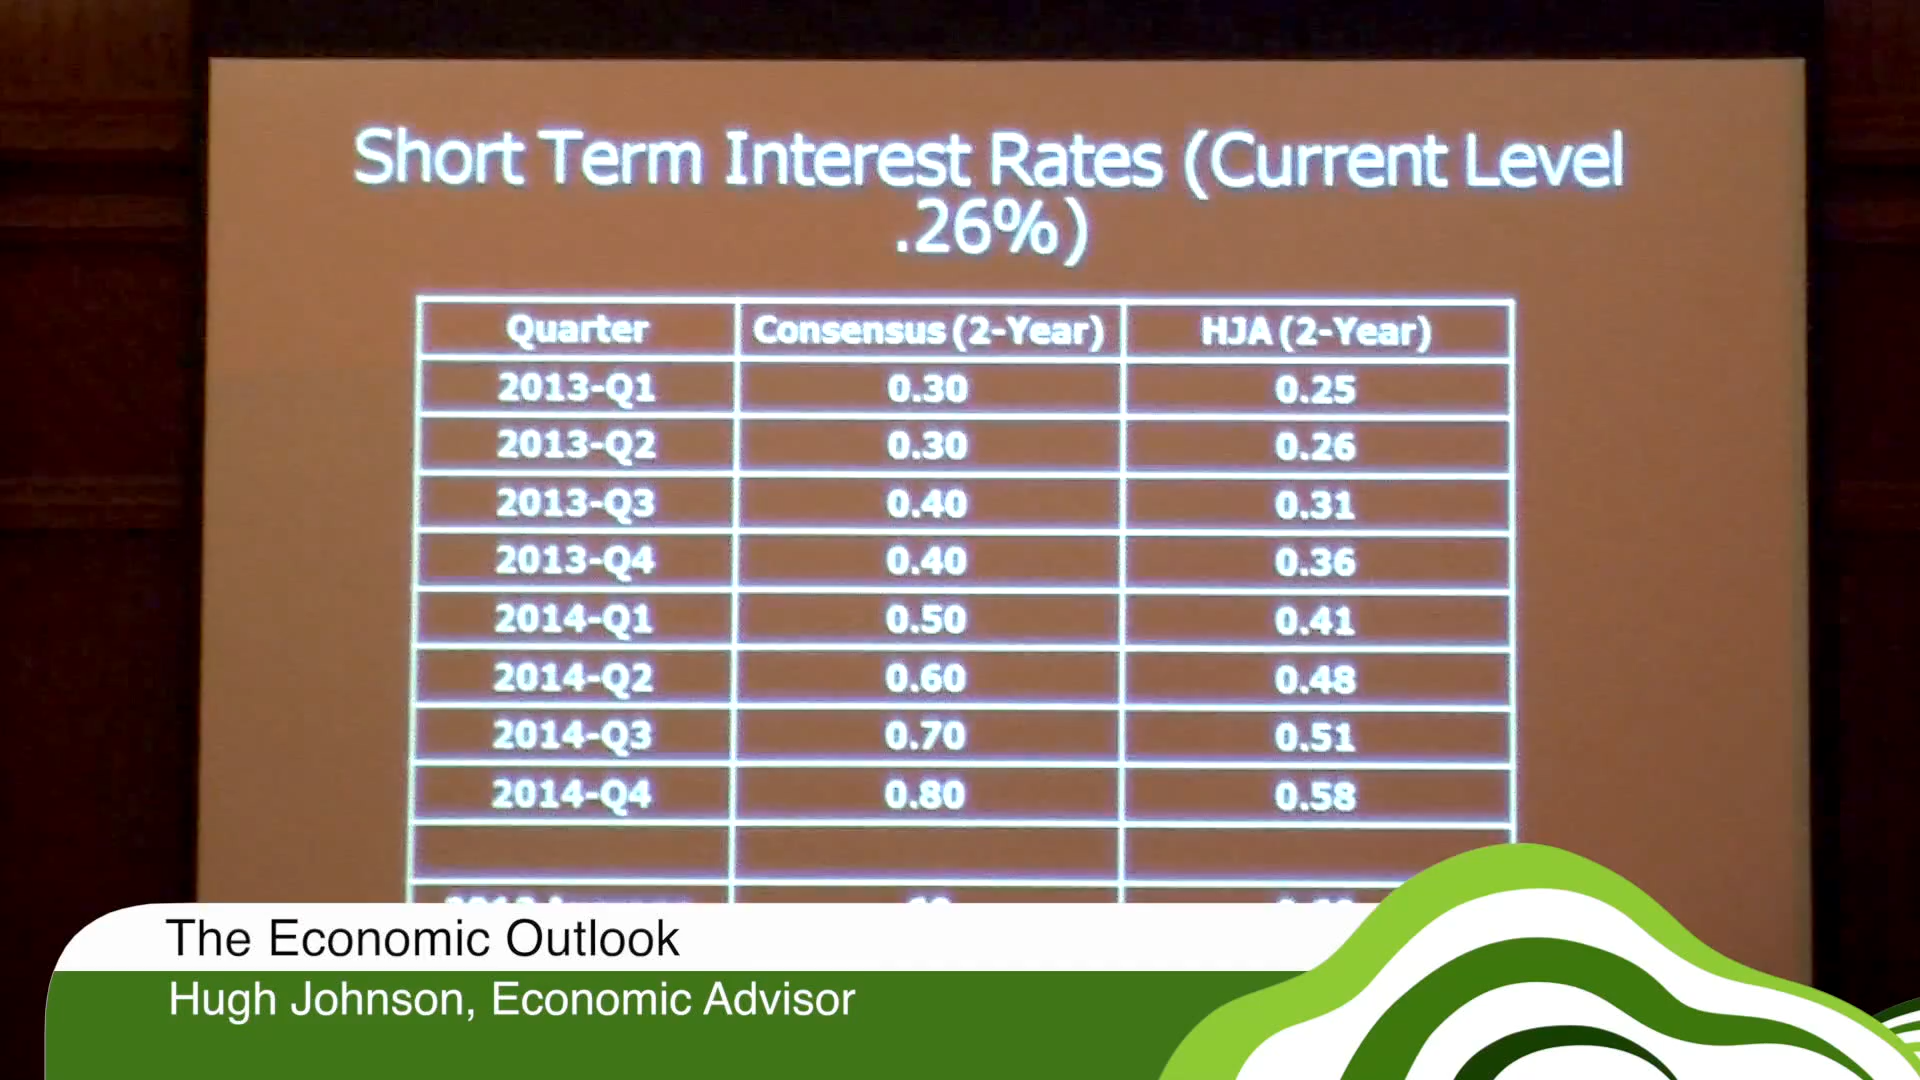 Short Term Interest Rates (Current Level
.26%)
Quarter Consensus (2-Year) HJA (2-Year)
2013-Q1 0.30 0.25
2013-Q2 0.30 0.26
2013-Q3 0.40 0.31
2013-Q4 0.40 0.36
2014-Q1 0.50 0.41
2014-Q2 0.60 0.48
2014-Q3 0.70 0.51
2014-Q4 0.80 0.58
The Economic Outlook
Hugh Johnson, Economic Advisor